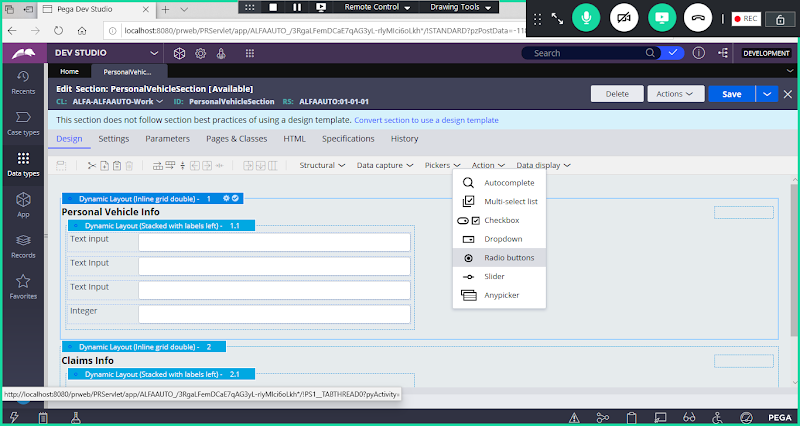 Pega Dev Studio
Remote Control
Drawing Tools
REC
localhost:8080/prweb/PRServlet/app/ALFAAUTO_/3RgaLFemDCaE7qAG3yL-rlyMIci6oLkh*/!STANDARD?pzPostData=-118
DEV STUDIO
Search
DEVELOPMENT
Home
PersonalVehic...
Recents
Case types
Data types
App
Records
Favorites
Edit Section: PersonalVehicleSection [Available]
CL: ALFA-ALFAAUTO-Work
ID: PersonalVehicleSection
RS: ALFAAUTO:01-01-01
Delete
Actions
Save
This section does not follow section best practices of using a design template. Convert section to use a design template
Design
Settings
Parameters
Pages & Classes
HTML
Specifications
History
Structural
Data capture
Pickers
Action
Data display
Autocomplete
Multi-select list
Checkbox
Dropdown
Radio buttons
Slider
Anypicker
Dynamic Layout (Inline grid double) - 1
Personal Vehicle Info
Dynamic Layout (Stacked with labels left) - 1.1
Text input
Text Input
Text Input
Integer
Dynamic Layout (Inline grid double) - 2
Claims Info
Dynamic Layout (Stacked with labels left) - 2.1
http://localhost:8080/prweb/PRServlet/app/ALFAAUTO_/3RgaLFemDCaE7qAG3yL-rlyMIci6oLkh*/!PS1__TABTHREAD0?pyActivity=
PEGA